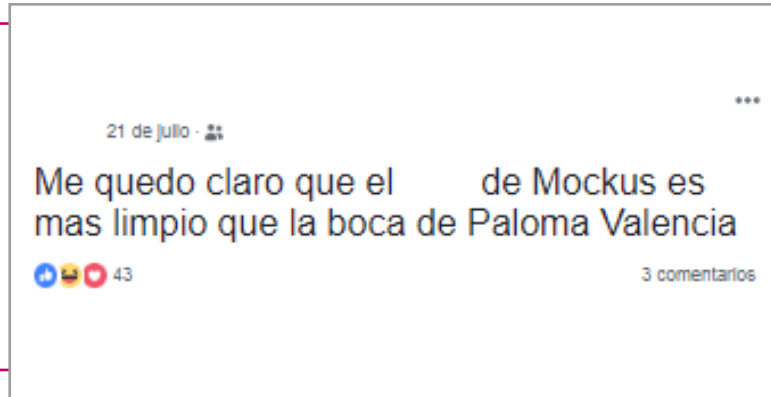 21 de julio ·
Me quedo claro que el de Mockus es
mas limpio que la boca de Paloma Valencia
43
3 comentarios